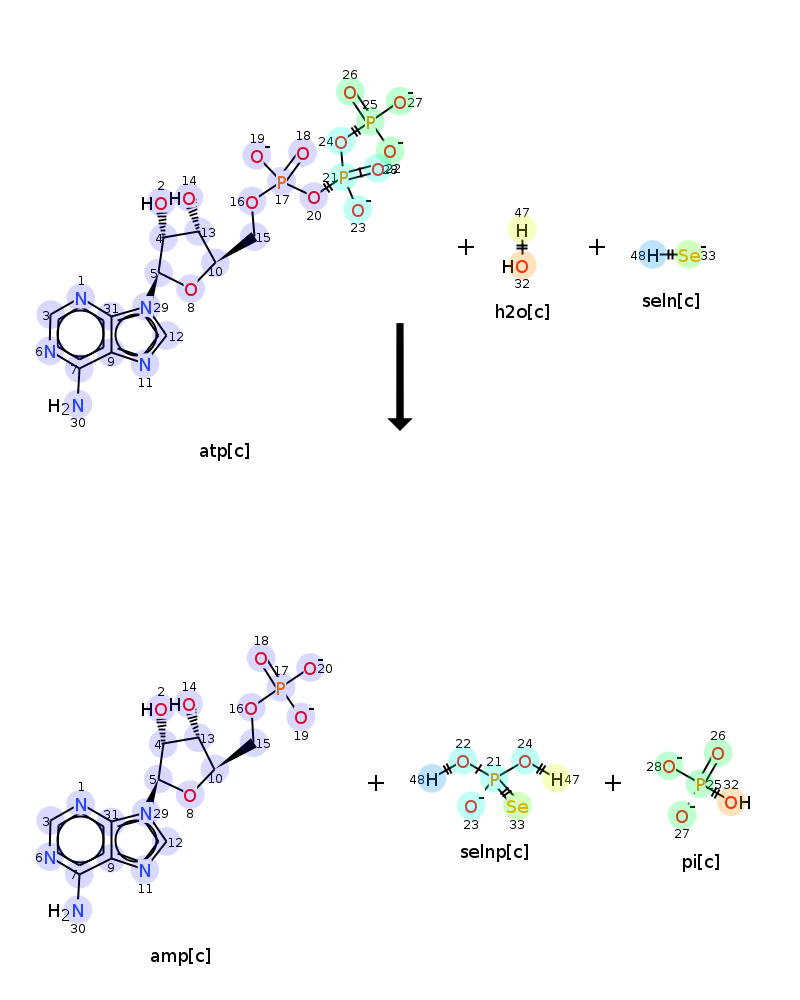 26
25
O O- 27
P
19 18 24 O
O- O O-
21 P O 22
16 17 P
O O O-
20 23
2 14
HO HO
4 13 15
5 10
O
8
1
N 31 N 29
3 12
6 N 9 N
7 11
H2N
30
atp[c]
+
47
H
HO
32
h2o[c]
+
48 H Se- 33
seln[c]
18
O 17 O- 20
P
16 O O-
19
2 14
HO HO
4 13 15
5 10
O
8
1
N 31 N 29
3 12
6 N 9 N
7 11
H2N
30
amp[c]
+
22 21 24
O O
48 H P H 47
O- Se
23 33
selnp[c]
+
26
28 O- O
P 25 32
O- OH
27
pi[c]